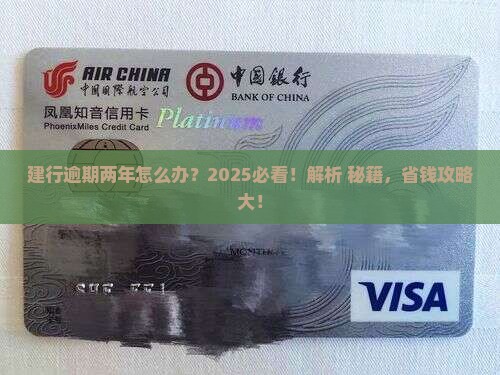 AIR CHINA
中国国际航空公司
中国银行
BANK OF CHINA
凤凰知音信用卡
PhoenixMiles Credit Card
Platinum
建行逾期两年怎么办？2025必看！解析 秘籍，省钱攻略
大！
VISA